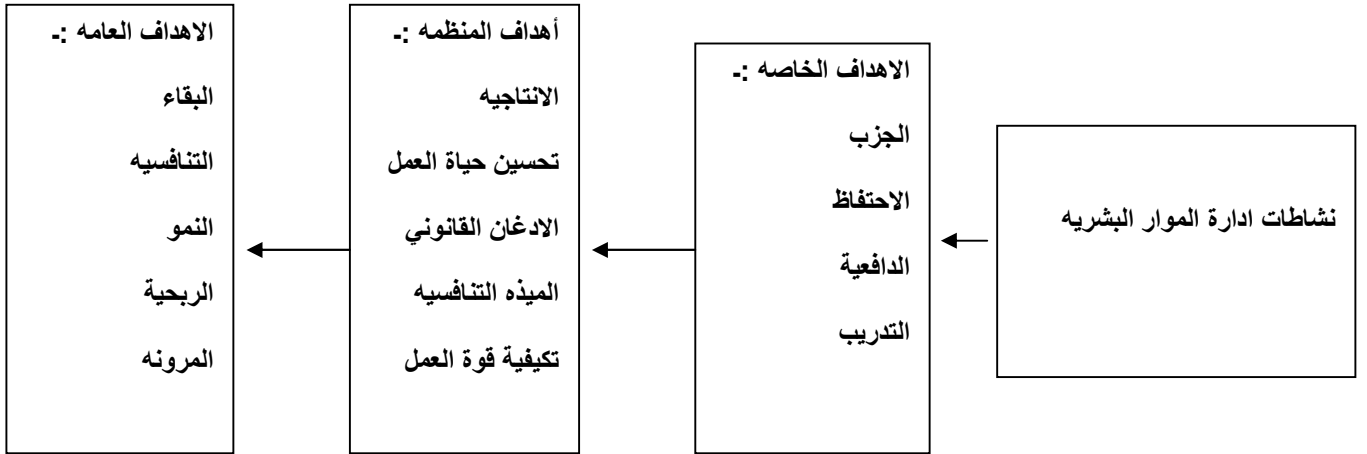 نشاطات ادارة الموار البشريه
الاهداف الخاصه :ـ
الجزب
الاحتفاظ
الدافعية
التدريب
أهداف المنظمه :ـ
الانتاجيه
تحسين حياة العمل
الادغان القانوني
الميذه التنافسيه
تكيفية قوة العمل
الاهداف العامه :ـ
البقاء
التنافسيه
النمو
الربحية
المرونه